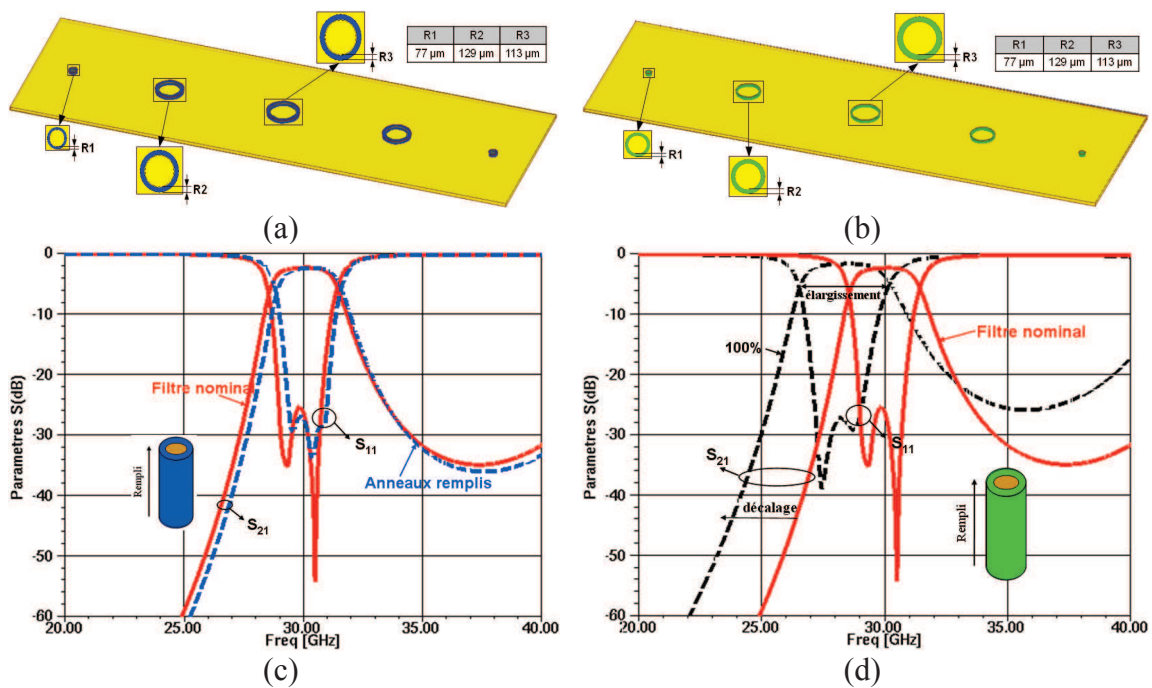 R1 R2 R3
77 µm 129 µm 113 µm
R3
R1
R2
(a)
R1 R2 R3
77 µm 129 µm 113 µm
R3
R1
R2
(b)
Parametres S(dB)
0
-10
-20
-30
-40
-50
-60
20.00 25.00 30.00 35.00 40.00
Freq [GHz]
Filtre nominal
S11
Anneaux remplis
Rempli
S21
(c)
Parametres S(dB)
0
-10
-20
-30
-40
-50
-60
20.00 25.00 30.00 35.00 40.00
Freq [GHz]
élargissement
Filtre nominal
100%
S11
S21
décalage
Rempli
(d)